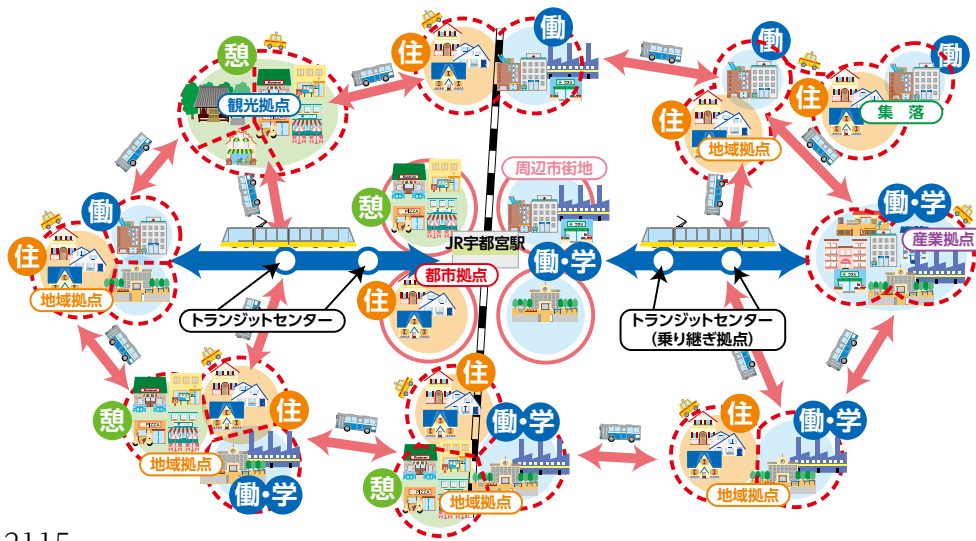 働
住
憩
観光拠点
働
住
働
集落
住
地域拠点
周辺市街地
憩
働
住
地域拠点
JR宇都宮駅
都市拠点
働・学
働・学
産業拠点
トランジットセンター
住
トランジットセンター
(乗り継ぎ拠点)
憩
住
地域拠点
働・学
住
働・学
憩
地域拠点
住
働・学
地域拠点
2115